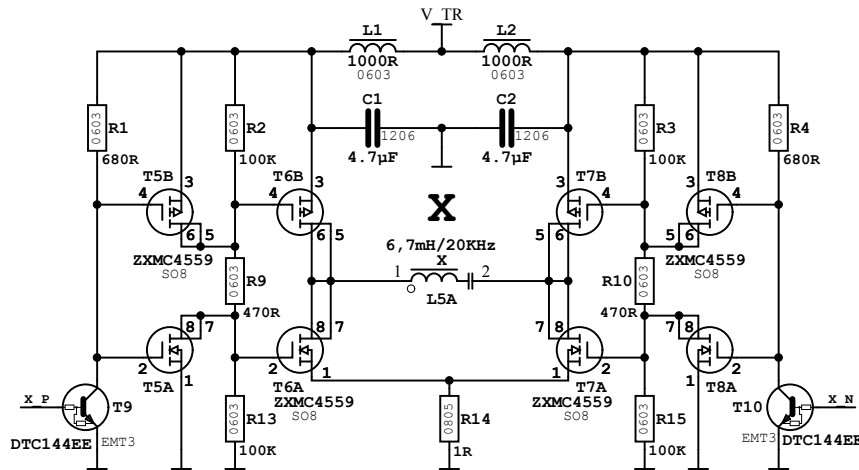 V_TR
L1
L2
1000R
1000R
0603
0603
C1
C2
0603
R1
0603
R2
1206
1206
0603
R3
0603
R4
680R
100K
4.7µF
4.7µF
100K
680R
T5B
3
T6B
3
3
T7B
3
T8B
4
4
X
4
4
6
5
6
5
5
6
5
6
ZXMC4559
SO8
6,7mH/20KHz
ZXMC4559
SO8
X
0603
R9
1
2
R10
0603
470R
L5A
470R
8
7
8
7
7
8
7
8
2
2
2
2
T5A
1
T6A
1
1
T7A
1
T8A
X_P
T9
ZXMC4559
SO8
ZXMC4559
SO8
T10
X_N
0603
R13
0805
R14
0603
R15
DTC144EE
EMT3
100K
1R
100K
EMT3
DTC144EE